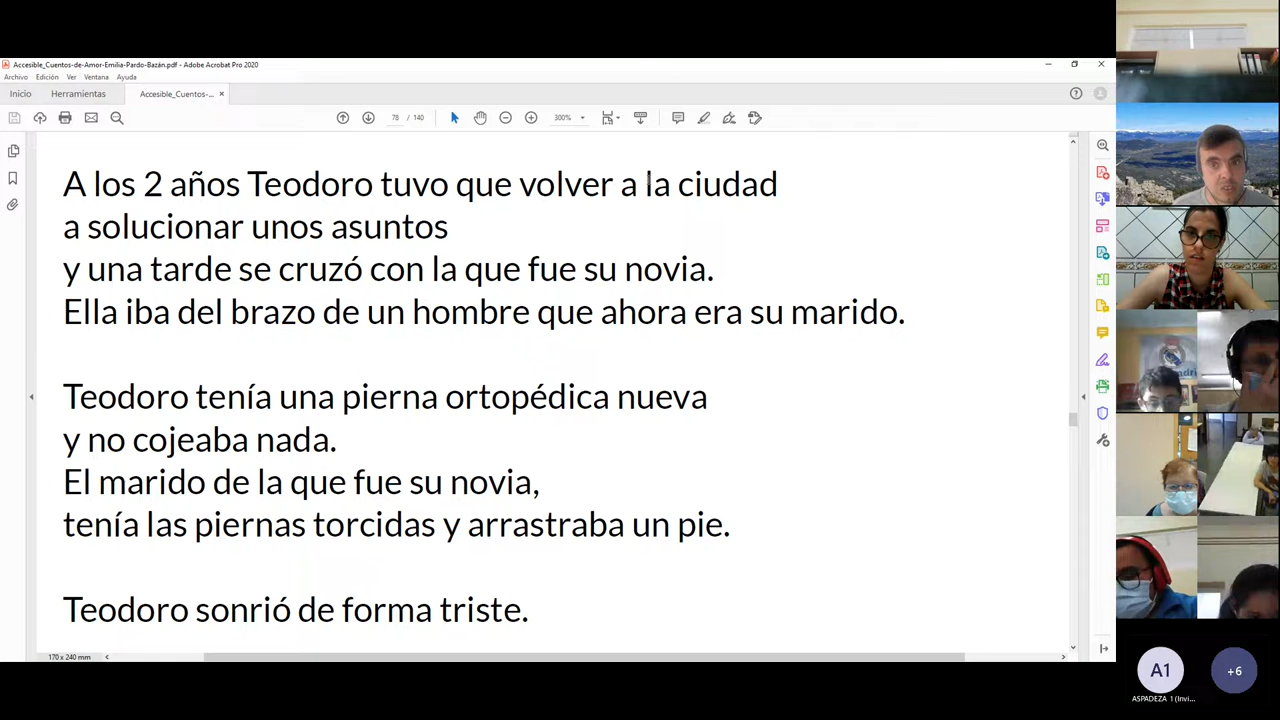 Accesible_Cuentos-de-Amor-Emilia-Pardo-Bazán.pdf - Adobe Acrobat Pro 2020
Archivo Edición Ver Ventana Ayuda
Inicio Herramientas Accesible_Cuentos-... ×
78 / 140 300%
A los 2 años Teodoro tuvo que volver a la ciudad
a solucionar unos asuntos
y una tarde se cruzó con la que fue su novia.
Ella iba del brazo de un hombre que ahora era su marido.
Teodoro tenía una pierna ortopédica nueva
y no cojeaba nada.
El marido de la que fue su novia,
tenía las piernas torcidas y arrastraba un pie.
Teodoro sonrió de forma triste.
170 x 240 mm
A1
+6
ASPADEZA 1 (Invi...